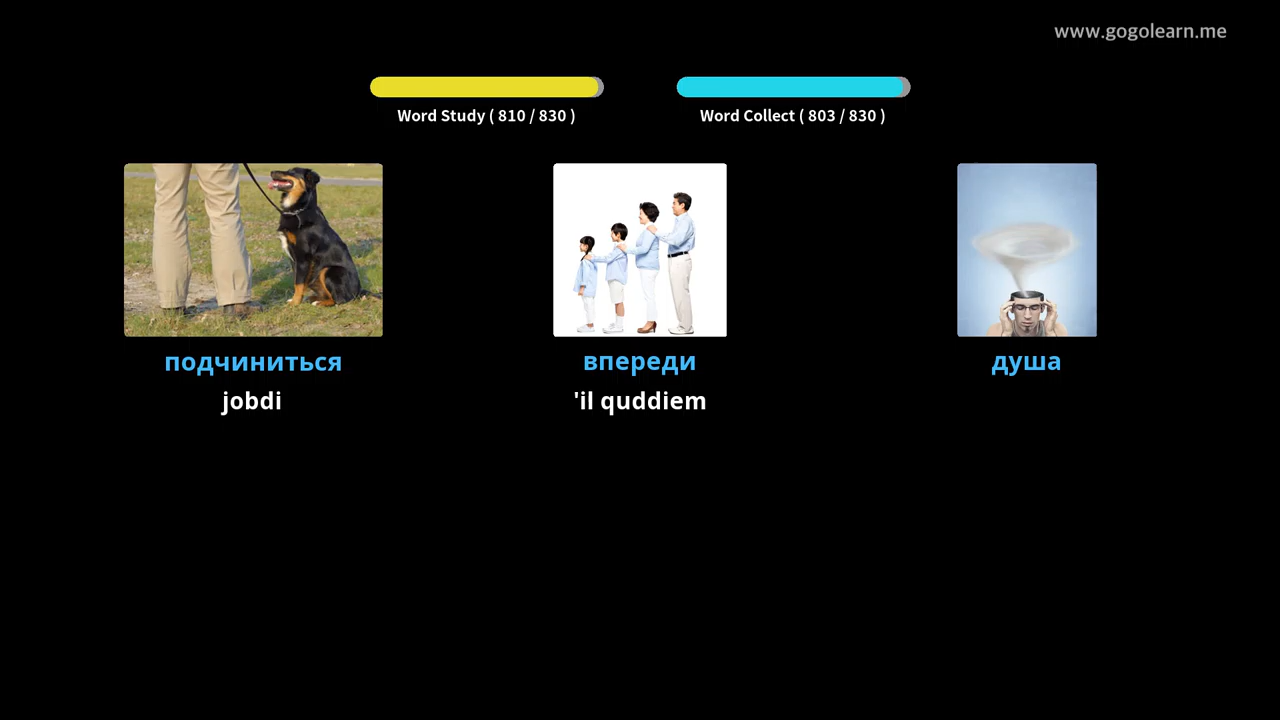 www.gogolearn.me
Word Study ( 810 / 830 )
Word Collect ( 803 / 830 )
подчиниться
впереди
душа
jobdi
'il quddiem